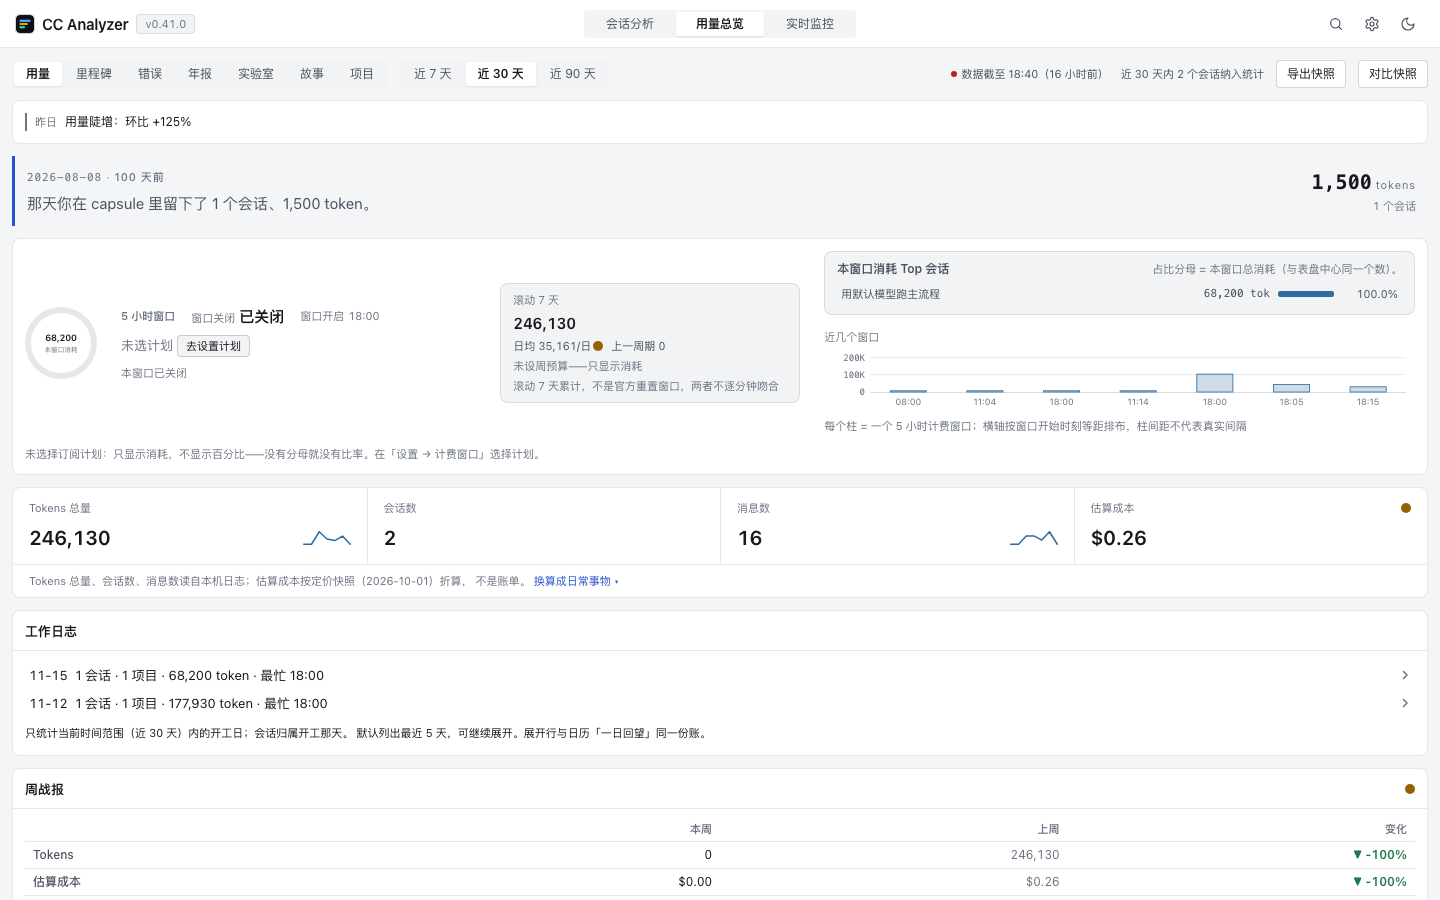 CC Analyzer v0.41.0 会话分析 用量总览 实时监控
用量 里程碑 错误 年报 实验室 故事 项目 近 7 天 近 30 天 近 90 天 数据截至 18:40（16 小时前） 近 30 天内 2 个会话纳入统计 导出快照 对比快照
昨日 用量陡增：环比 +125%
2026-08-08 · 100 天前
那天你在 capsule 里留下了 1 个会话、1,500 token。
1,500 tokens
1 个会话
68,200
本窗口消耗
5 小时窗口 窗口关闭 已关闭 窗口开启 18:00
未选计划 去设置计划
本窗口已关闭
滚动 7 天
246,130
日均 35,161/日 上一周期 0
未设周预算——只显示消耗
滚动 7 天累计，不是官方重置窗口，两者不逐分钟吻合
本窗口消耗 Top 会话 占比分母 = 本窗口总消耗（与表盘中心同一个数）。
用默认模型跑主流程 68,200 tok 100.0%
近几个窗口
200K
100K
0
08:00 11:04 18:00 11:14 18:00 18:05 18:15
每个柱 = 一个 5 小时计费窗口；横轴按窗口开始时刻等距排布，柱间距不代表真实间隔
未选择订阅计划：只显示消耗，不显示百分比——没有分母就没有比率。在「设置 → 计费窗口」选择计划。
Tokens 总量 会话数 消息数 估算成本
246,130 2 16 $0.26
Tokens 总量、会话数、消息数读自本机日志；估算成本按定价快照（2026-10-01）折算， 不是账单。 换算成日常事物 ▾
工作日志
11-15 1 会话 · 1 项目 · 68,200 token · 最忙 18:00
11-12 1 会话 · 1 项目 · 177,930 token · 最忙 18:00
只统计当前时间范围（近 30 天）内的开工日；会话归属开工那天。 默认列出最近 5 天，可继续展开。展开行与日历「一日回望」同一份账。
周战报
本周 上周 变化
Tokens 0 246,130 ▼ -100%
估算成本 $0.00 $0.26 ▼ -100%